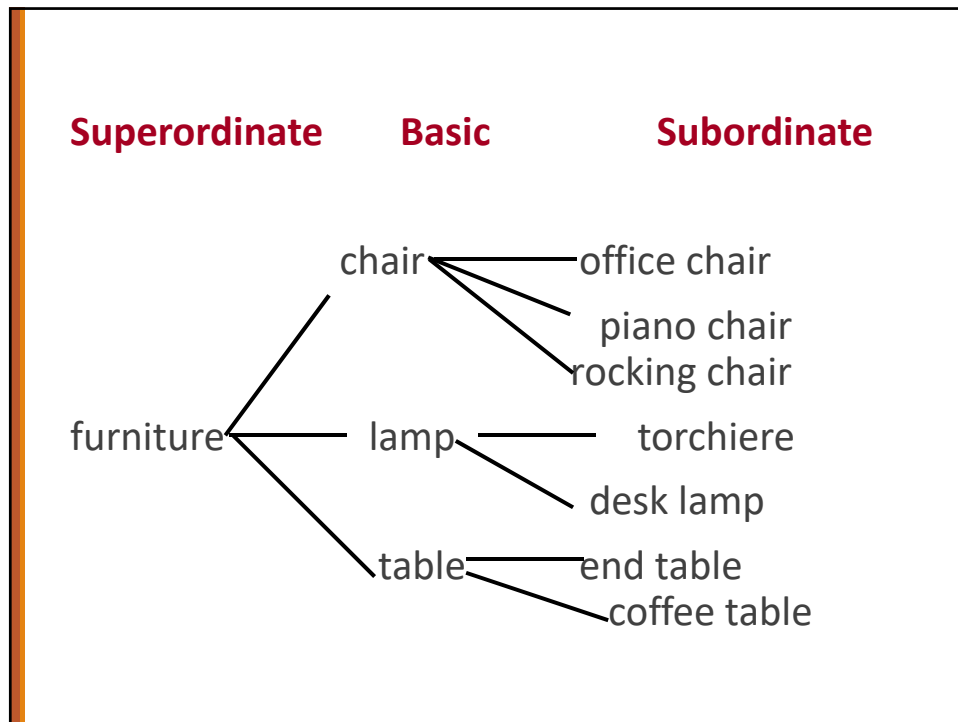 Superordinate Basic Subordinate
chair office chair
piano chair
rocking chair
furniture lamp torchiere
desk lamp
table end table
coffee table